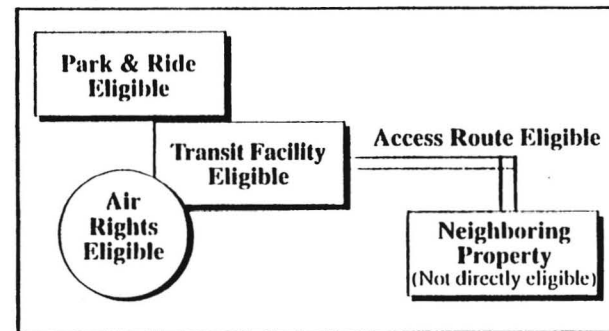 Park & Ride
Eligible
Transit Facility
Eligible
Access Route Eligible
Air
Rights
Eligible
Neighboring
Property
(Not directly eligible)